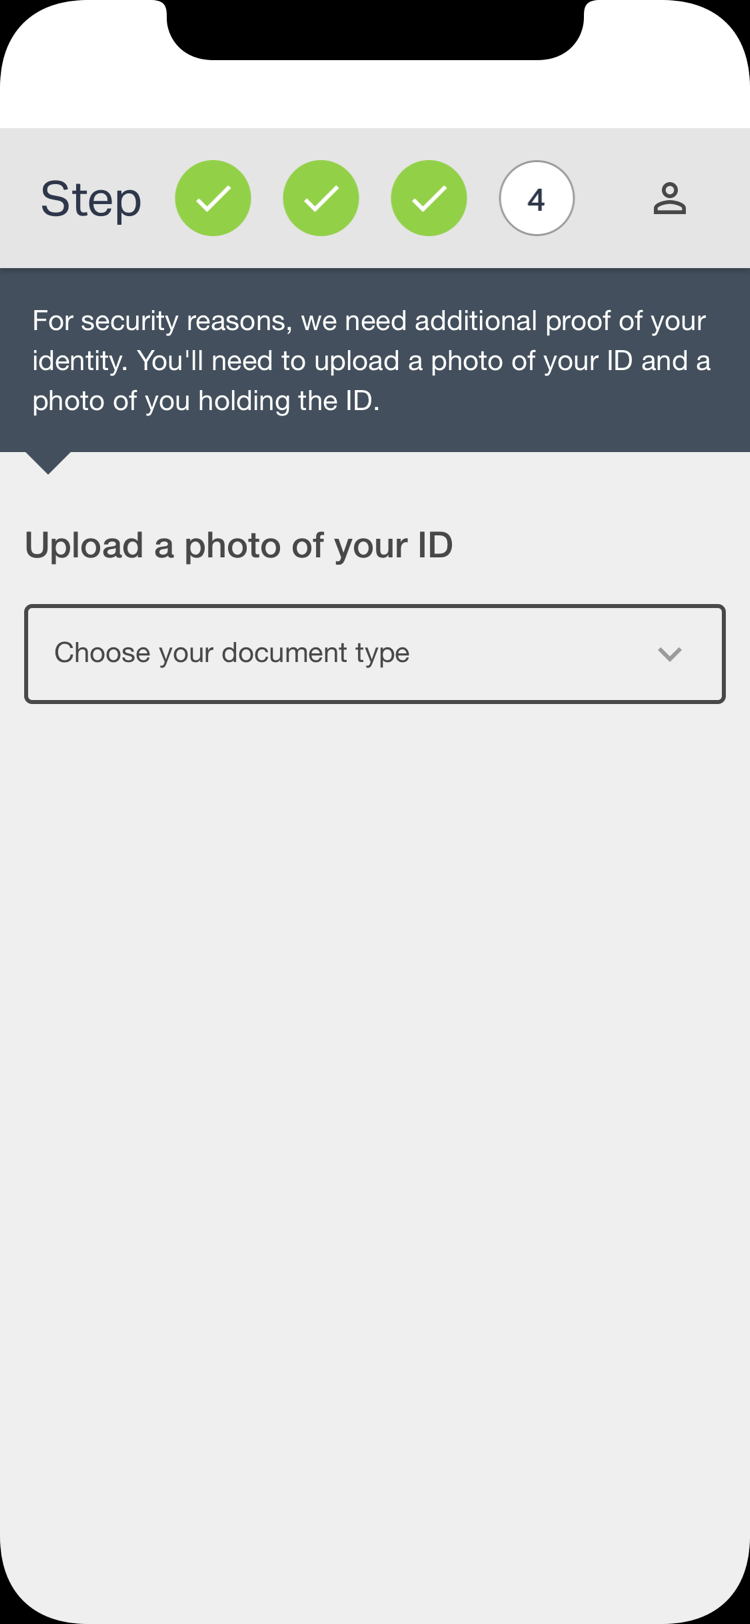 Step 4
For security reasons, we need additional proof of your
identity. You'll need to upload a photo of your ID and a
photo of you holding the ID.
Upload a photo of your ID
Choose your document type